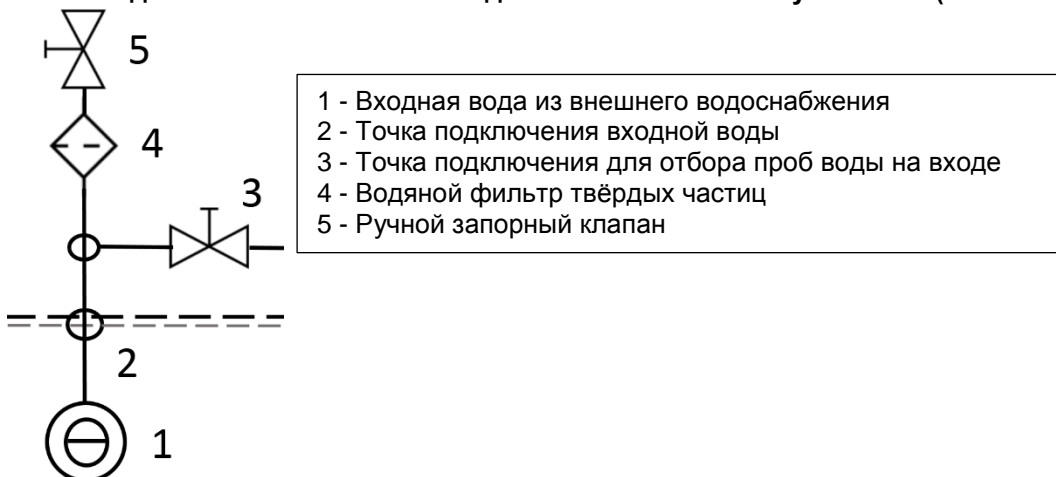 5
4
3
2
1
1 - Входная вода из внешнего водоснабжения
2 - Точка подключения входной воды
3 - Точка подключения для отбора проб воды на входе
4 - Водяной фильтр твёрдых частиц
5 - Ручной запорный клапан